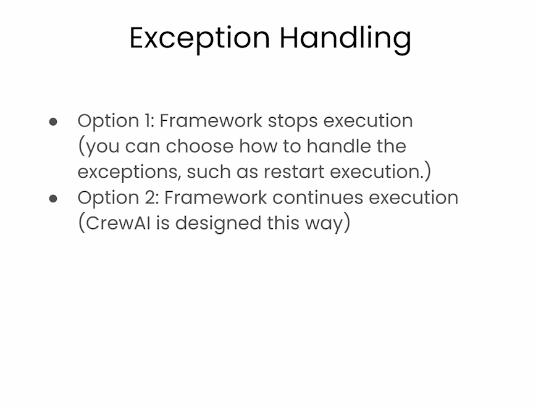 Exception Handling
● Option 1: Framework stops execution
(you can choose how to handle the
exceptions, such as restart execution.)
● Option 2: Framework continues execution
(CrewAI is designed this way)